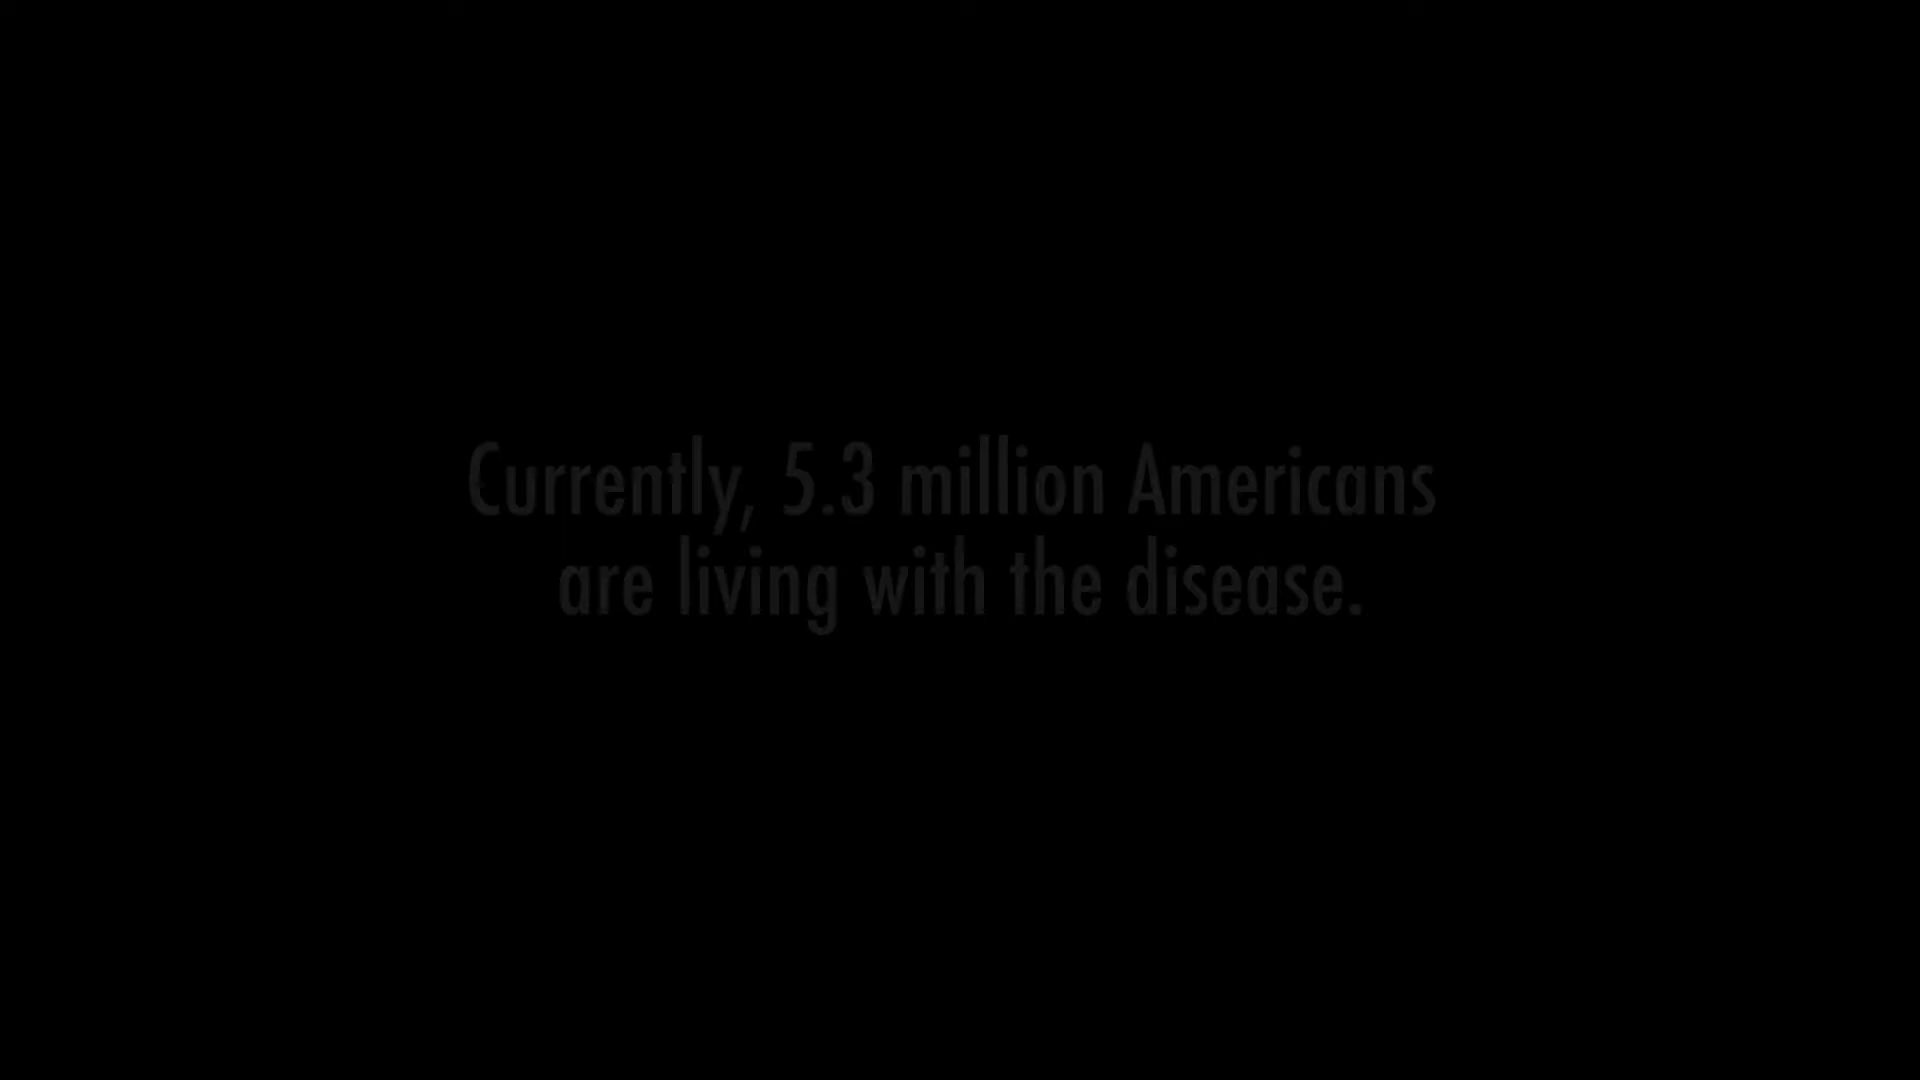 Currently, 5.3 million Americans
are living with the disease.